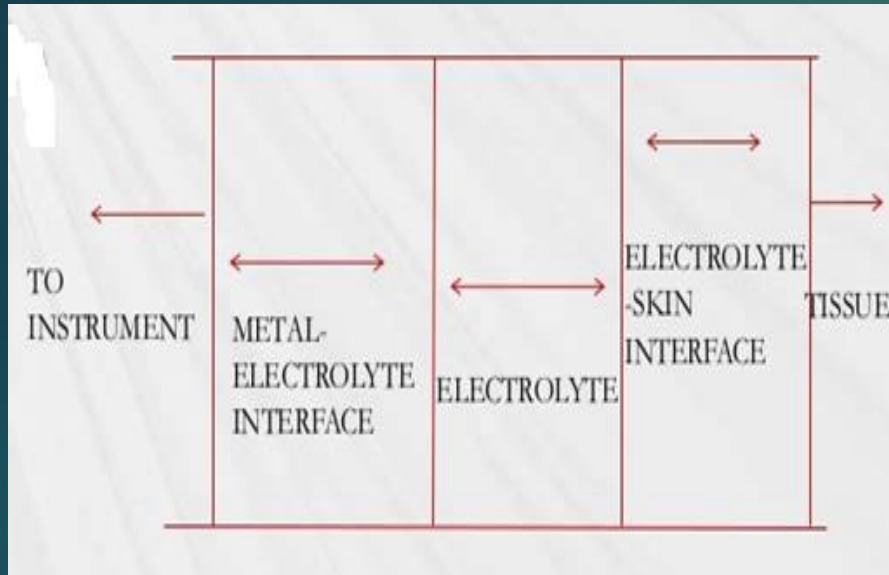 TO
INSTRUMENT
METAL-
ELECTROLYTE
INTERFACE
ELECTROLYTE
ELECTROLYTE
-SKIN
INTERFACE
TISSUE